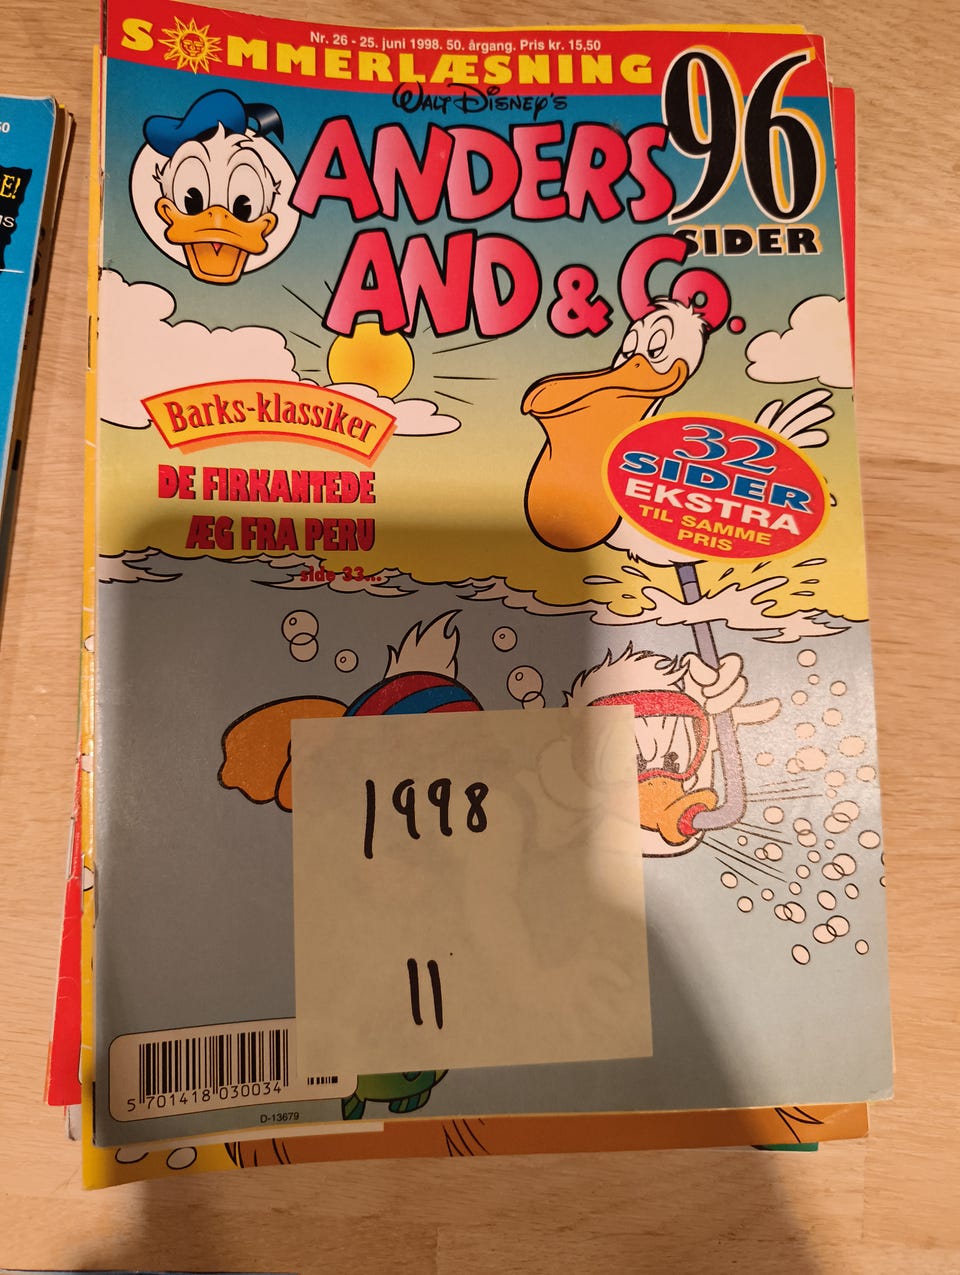 Nr. 26 - 25. juni 1998. 50. årgang. Pris kr. 15,50
SOMMERLÆSNING
96
SIDER
WALT DISNEY'S
ANDERS
AND & Co.
Barks-klassiker
DE FIRKANTEDE
ÆG FRA PERU
side 33...
32
SIDER
EKSTRA
TIL SAMME
PRIS
1998
11
5 701418 030034
D-13679
E!